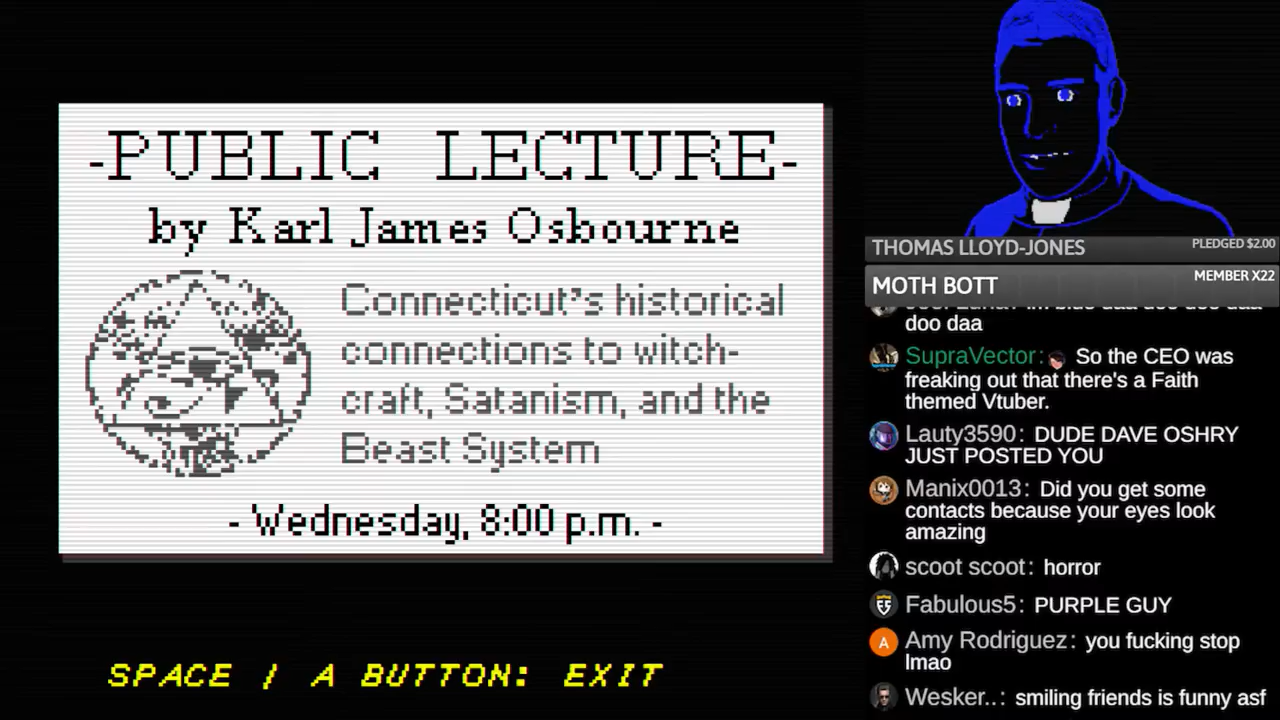 -PUBLIC LECTURE-
by Karl James Osbourne
Connecticut's historical
connections to witch-
craft, Satanism, and the
Beast System
- Wednesday, 8:00 p.m. -
SPACE / A BUTTON: EXIT
THOMAS LLOYD-JONES
PLEDGED $2.00
MOTH BOTT
MEMBER X22
doo daa
SupraVector: So the CEO was
freaking out that there's a Faith
themed Vtuber.
Lauty3590: DUDE DAVE OSHRY
JUST POSTED YOU
Manix0013: Did you get some
contacts because your eyes look
amazing
scoot scoot: horror
Fabulous5: PURPLE GUY
Amy Rodriguez: you fucking stop
lmao
Wesker..: smiling friends is funny asf